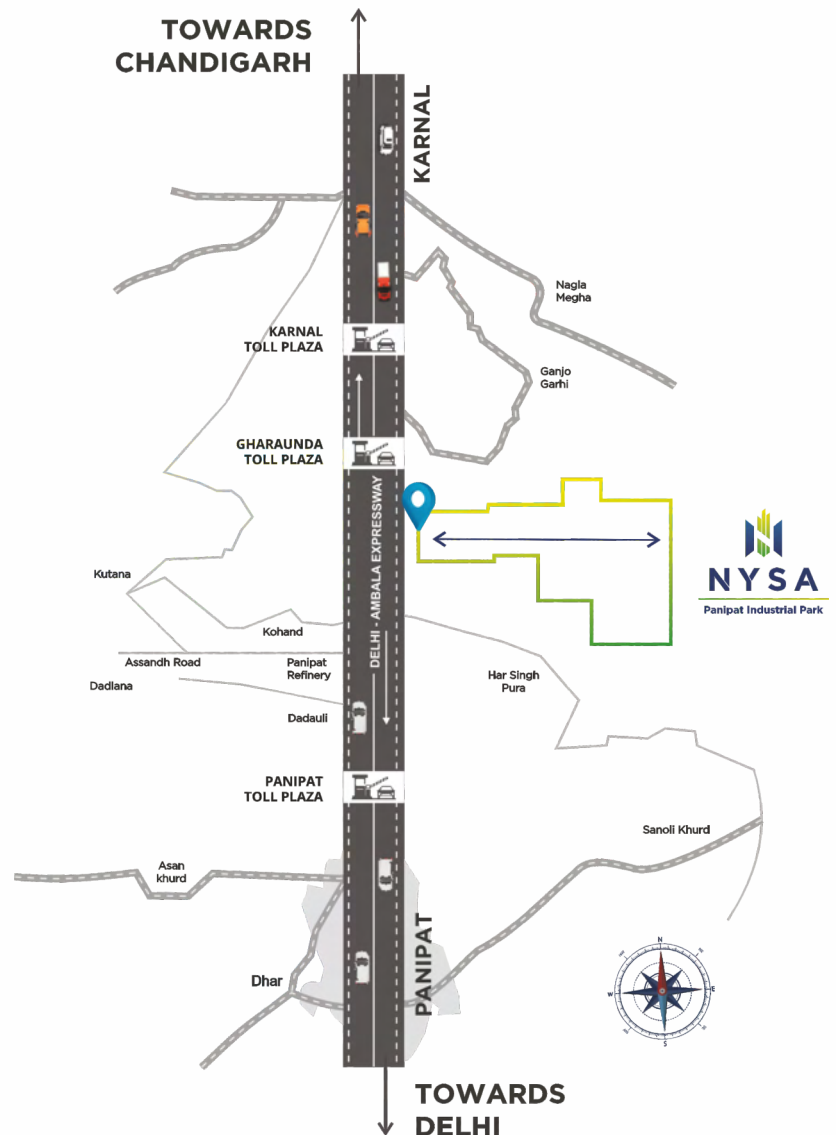 TOWARDS
CHANDIGARH
KARNAL
Nagla
Megha
KARNAL
TOLL PLAZA
Ganjo
Garhi
GHARAUNDA
TOLL PLAZA
DELHI - AMBALA EXPRESSWAY
NYSA
Panipat Industrial Park
Kutana
Kohand
Assandh Road
Panipat
Refinery
Har Singh
Pura
Dadlana
Dadauli
PANIPAT
TOLL PLAZA
Sanoli Khurd
Asan
khurd
PANIPAT
Dhar
N
W
E
S
TOWARDS
DELHI